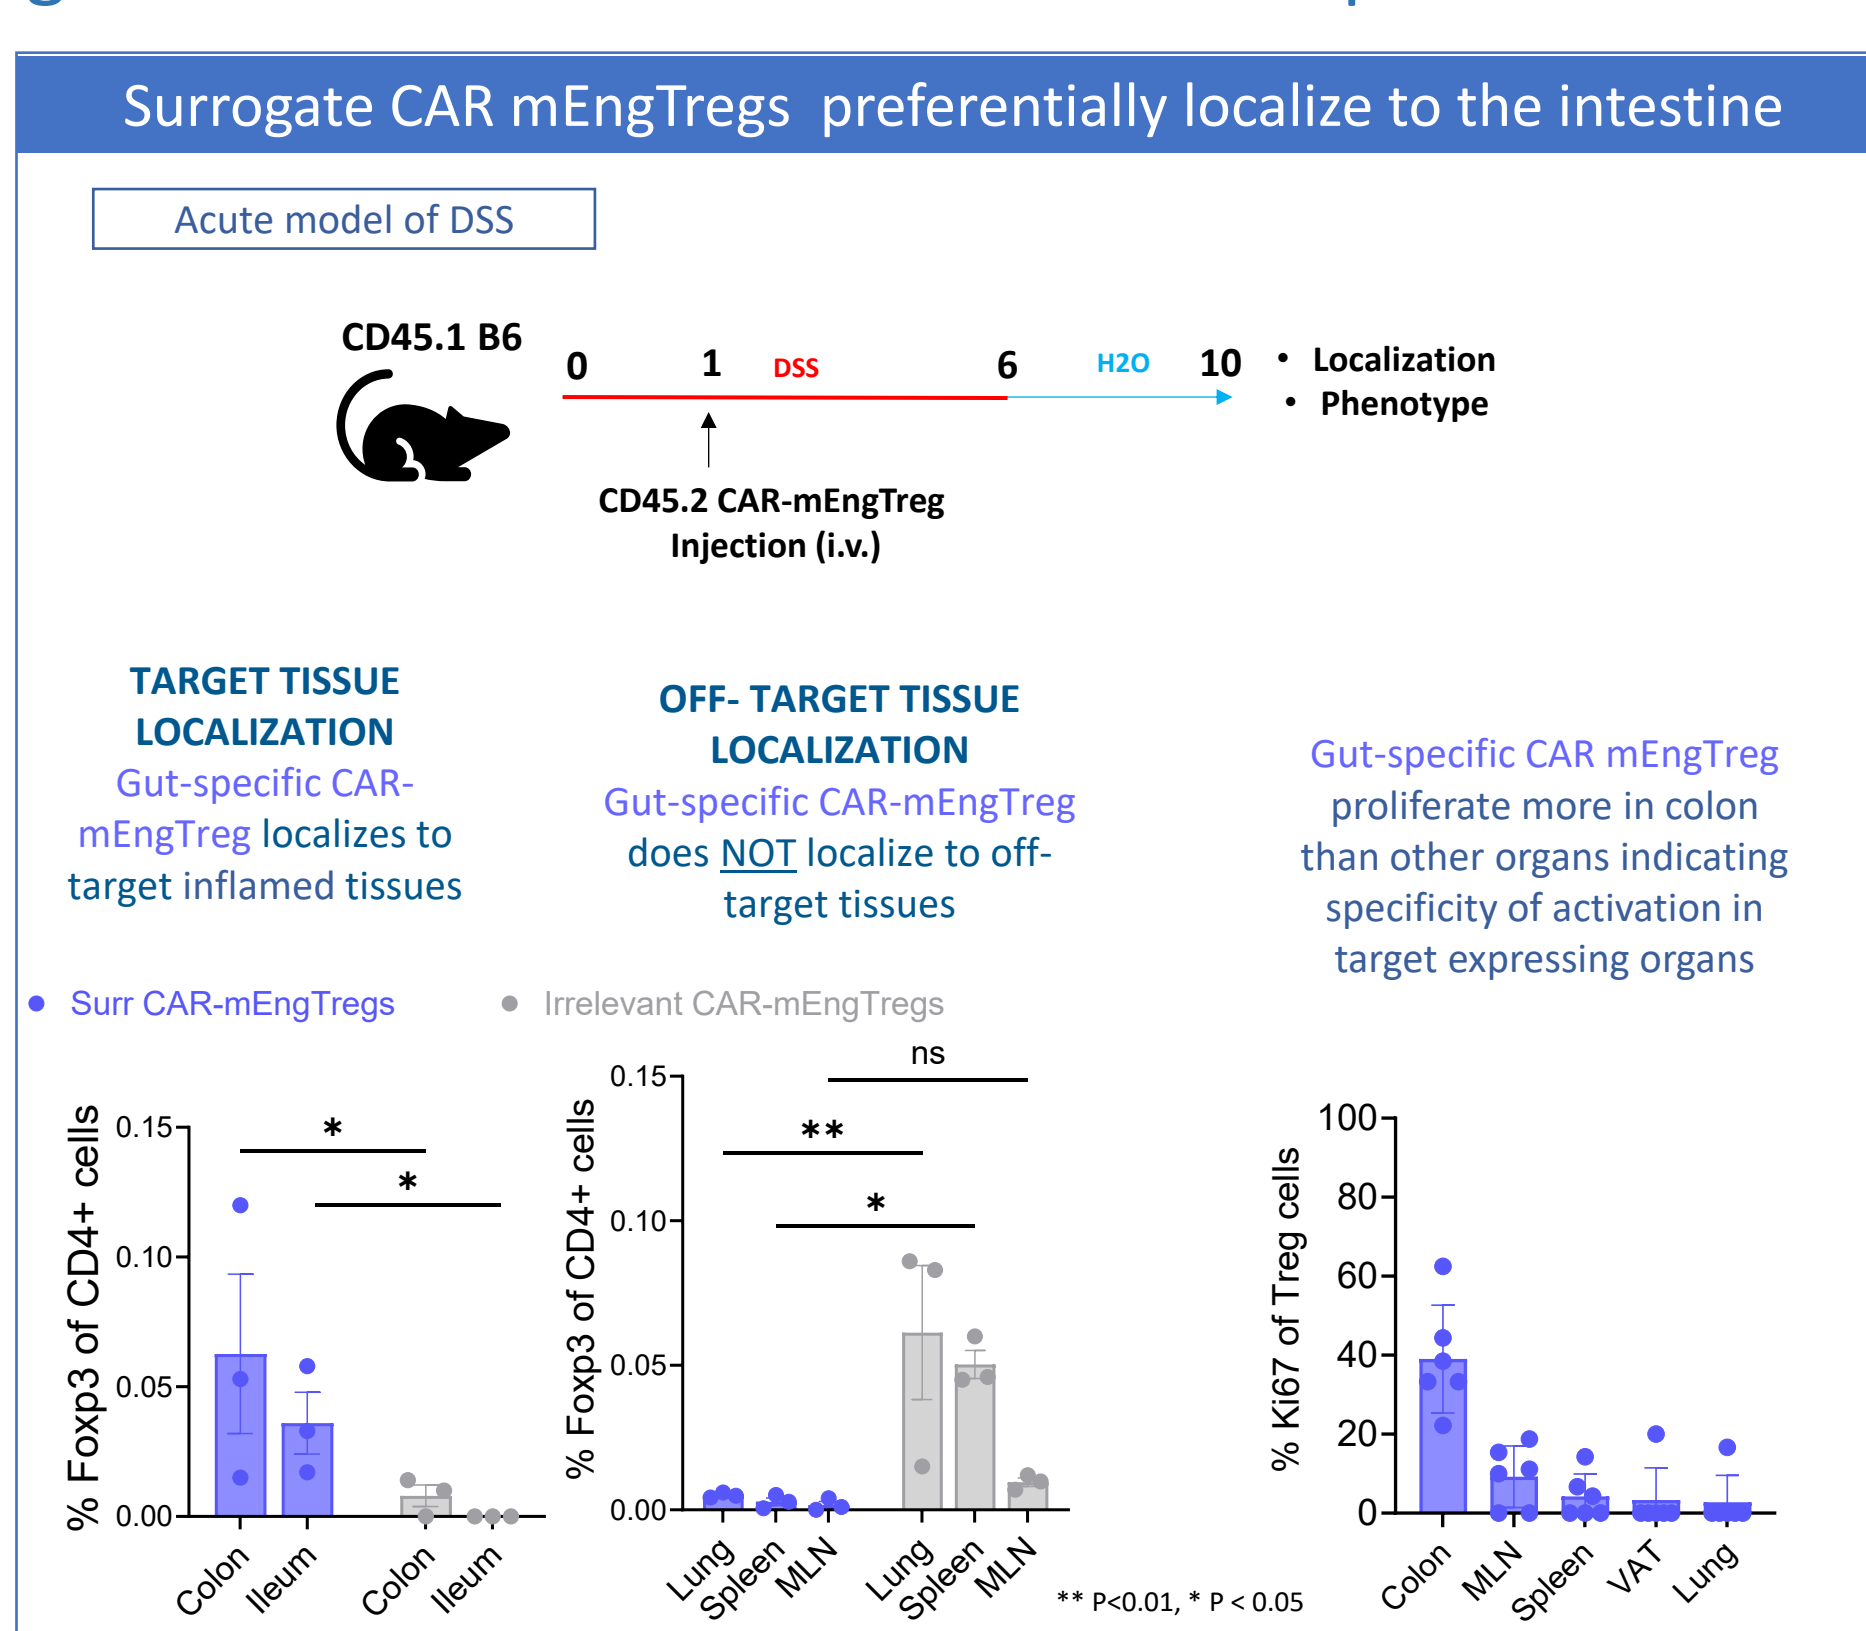 Surrogate CAR mEngTregs preferentially localize to the intestine
Acute model of DSS
CD45.1 B6
0
1
DSS
6
H2O
10
• Localization
• Phenotype
CD45.2 CAR-mEngTreg
Injection (i.v.)
TARGET TISSUE
LOCALIZATION
Gut-specific CAR-
mEngTreg localizes to
target inflamed tissues
OFF- TARGET TISSUE
LOCALIZATION
Gut-specific CAR-mEngTreg
does NOT localize to off-
target tissues
Gut-specific CAR mEngTreg
proliferate more in colon
than other organs indicating
specificity of activation in
target expressing organs
Surr CAR-mEngTregs
Irrelevant CAR-mEngTregs
% Foxp3 of CD4+ cells
0.15
0.10
0.05
0.00
*
*
Colon
Ileum
Colon
Ileum
% Foxp3 of CD4+ cells
0.15
0.10
0.05
0.00
ns
**
*
Lung
Spleen
MLN
Lung
Spleen
MLN
** P<0.01, * P < 0.05
% Ki67 of Treg cells
100
80
60
40
20
0
Colon
MLN
Spleen
VAT
Lung